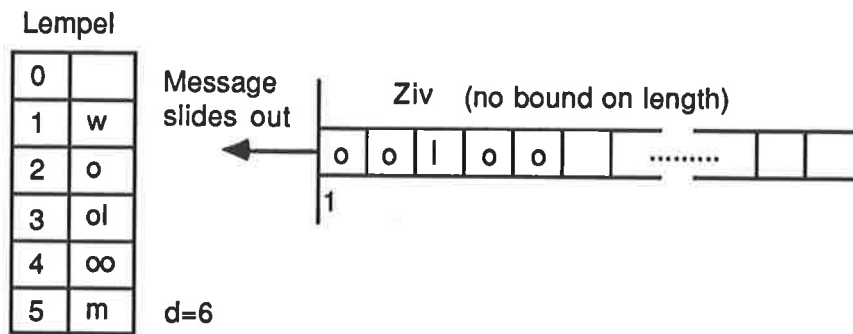 Lempel
0
1 w
2 o
3 ol
4 oo
5 m
d=6
Message
slides out
Ziv (no bound on length)
o o l o o .........
1